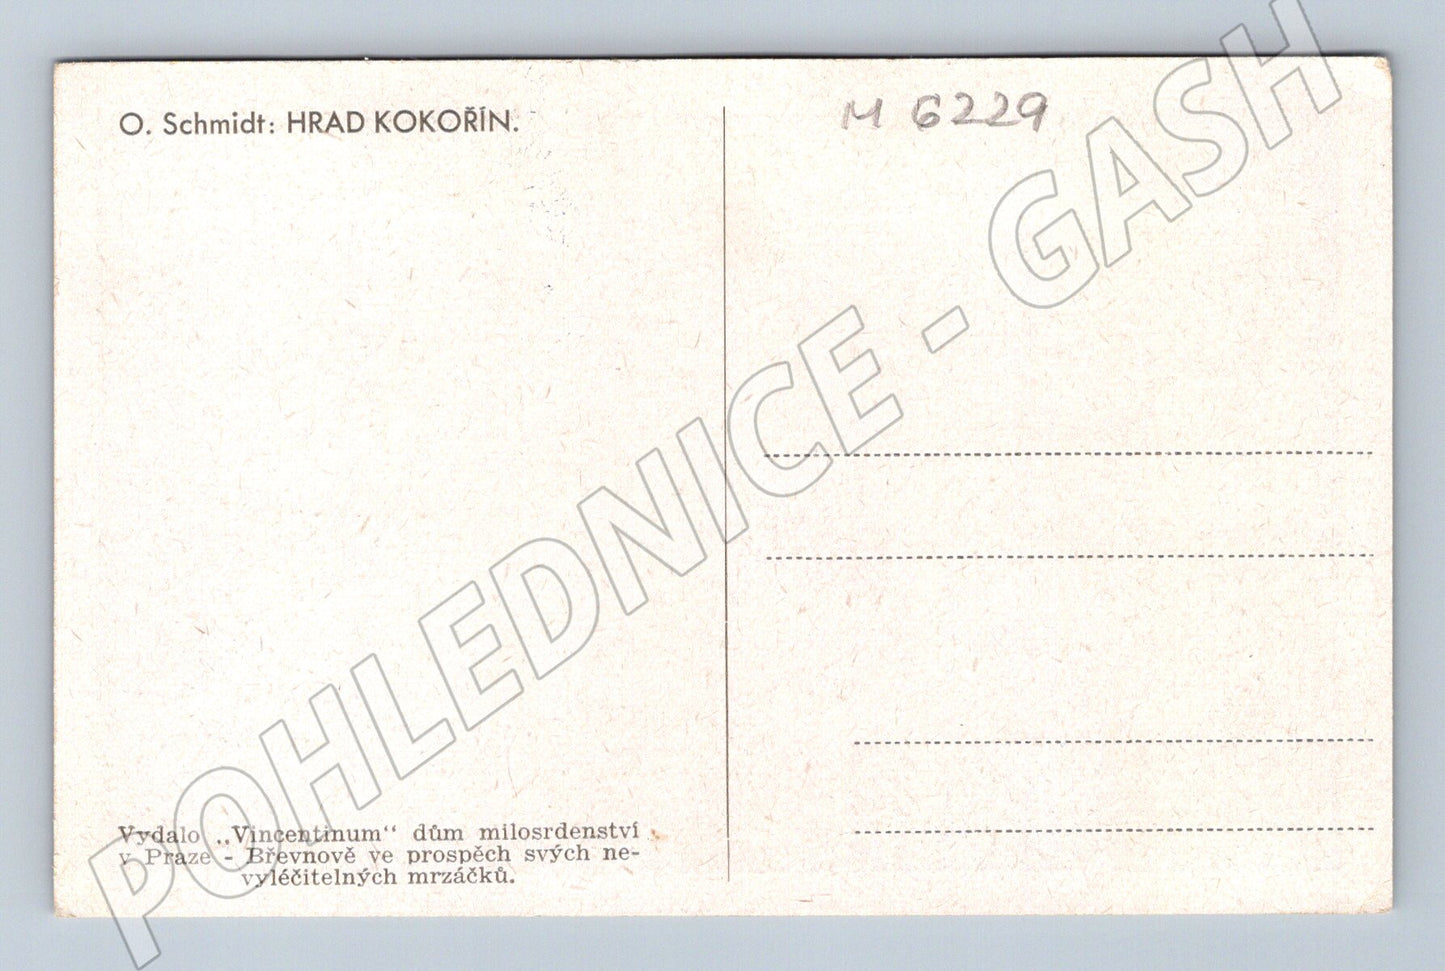 O. Schmidt: HRAD KOKOŘÍN.
M 6229
POHLEDNICE - GASH
Vydalo „Vincentinum“ dům milosrdenství
v Praze - Břevnově ve prospěch svých ne-
vyléčitelných mrzáčků.